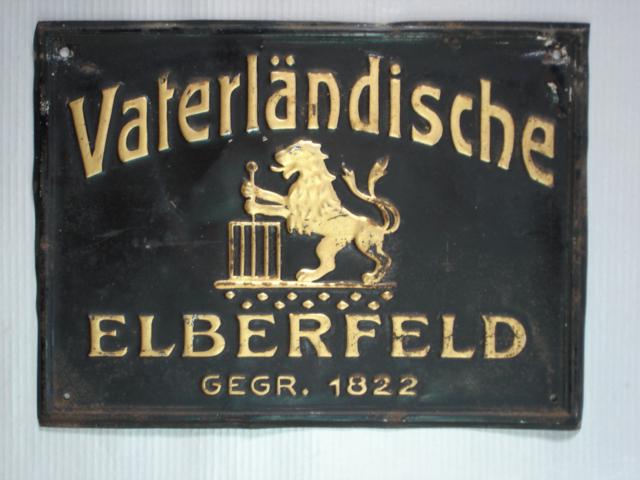 Vaterländische
ELBERFELD
GEGR. 1822